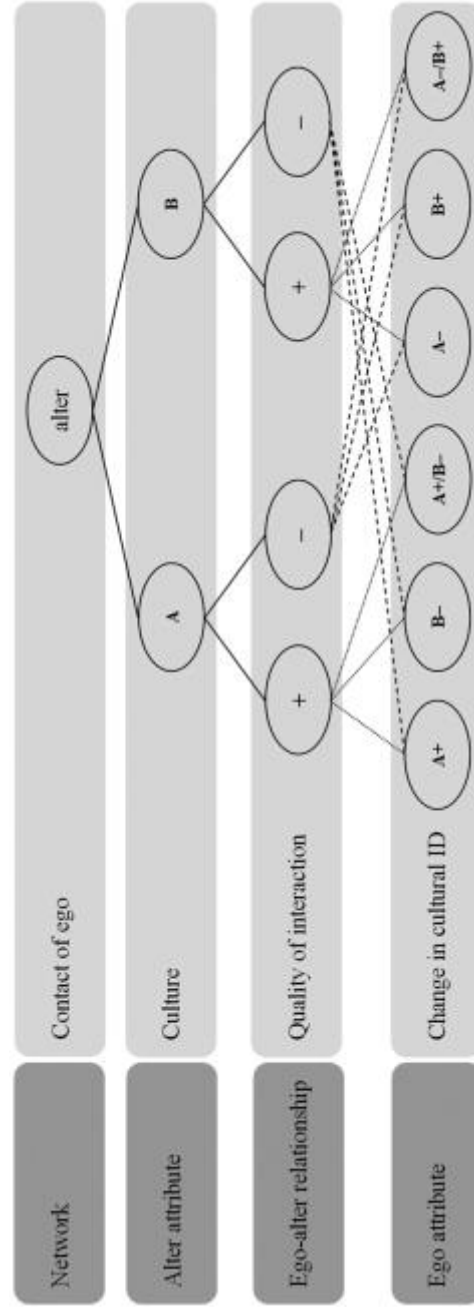 Network
Contact of ego
alter
Alter attribute
Culture
A
B
Ego-alter relationship
Quality of interaction
+
−
+
−
Ego attribute
Change in cultural ID
A+
B−
A+/B−
A−
B+
A−/B+